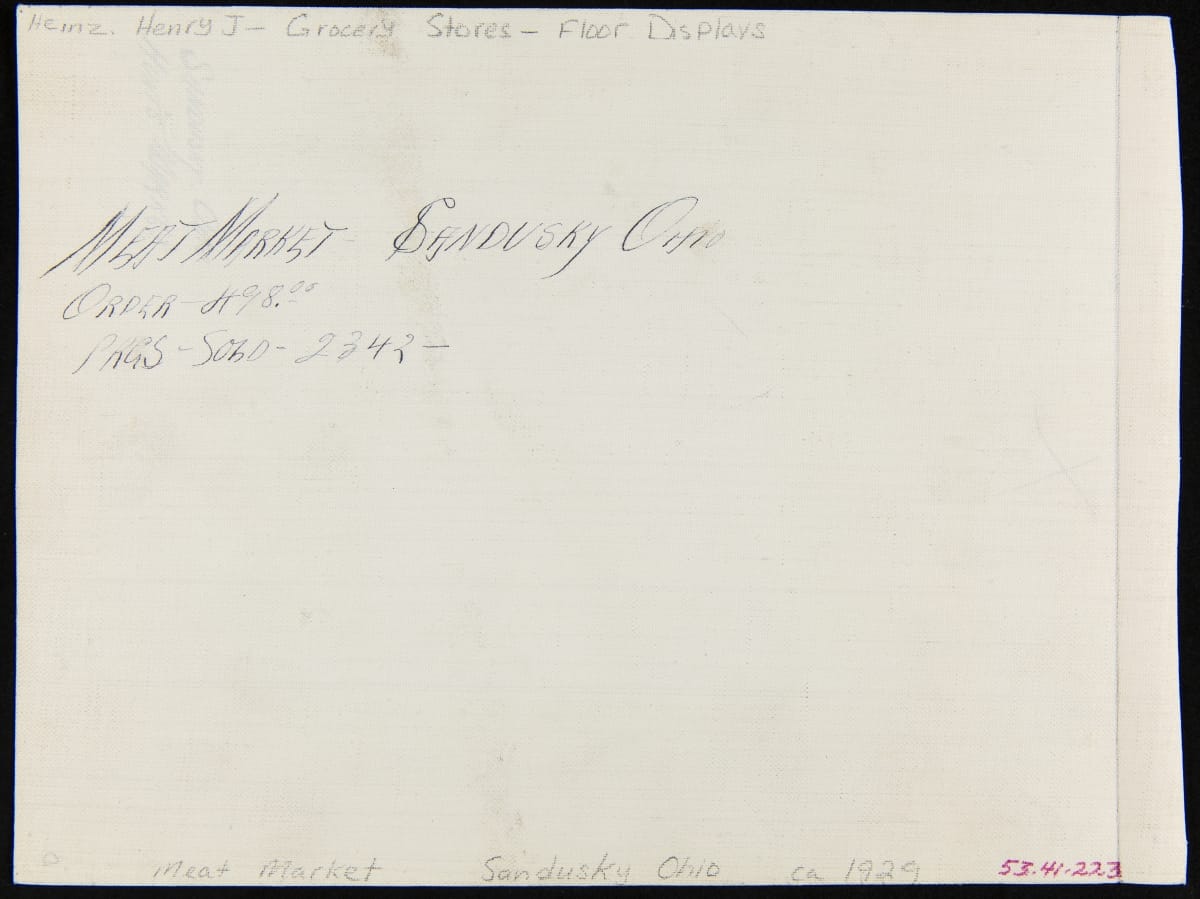 Heinz. Henry J - Grocery Stores - Floor Displays
MEAT MARKET - SANDUSKY OHIO
ORDER - 498.00
PKGS - SOLD - 2342 -
Meat Market Sandusky Ohio ca 1929 53.41.223